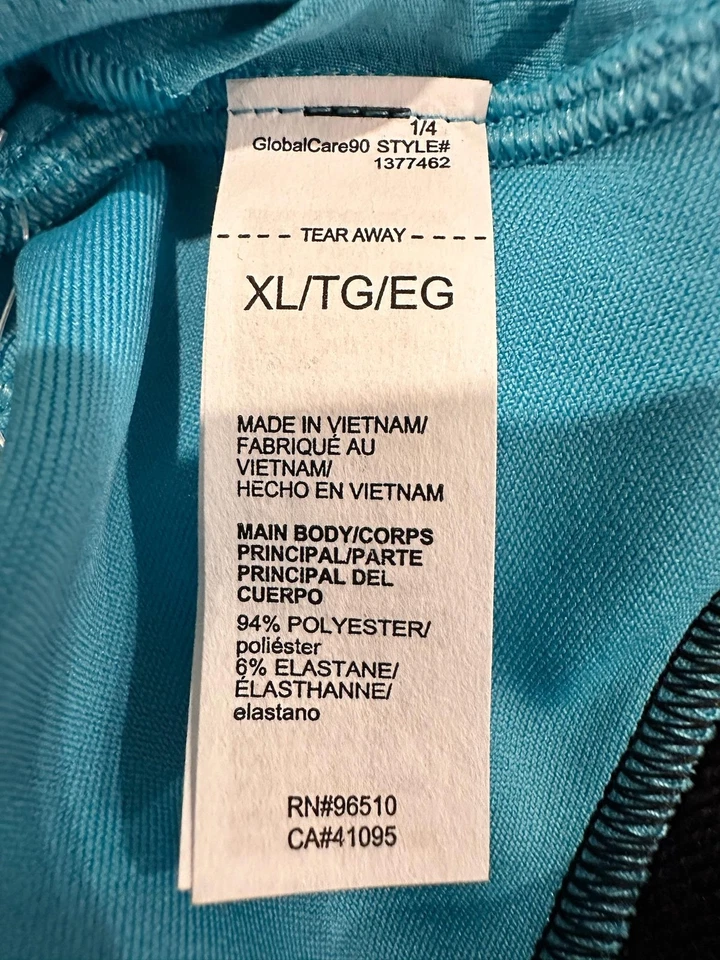 1/4
GlobalCare90 STYLE#
1377462
---- TEAR AWAY ----
XL/TG/EG
MADE IN VIETNAM/
FABRIQUÉ AU
VIETNAM/
HECHO EN VIETNAM
MAIN BODY/CORPS
PRINCIPAL/PARTE
PRINCIPAL DEL
CUERPO
94% POLYESTER/
poliéster
6% ELASTANE/
ÉLASTHANNE/
elastano
RN#96510
CA#41095